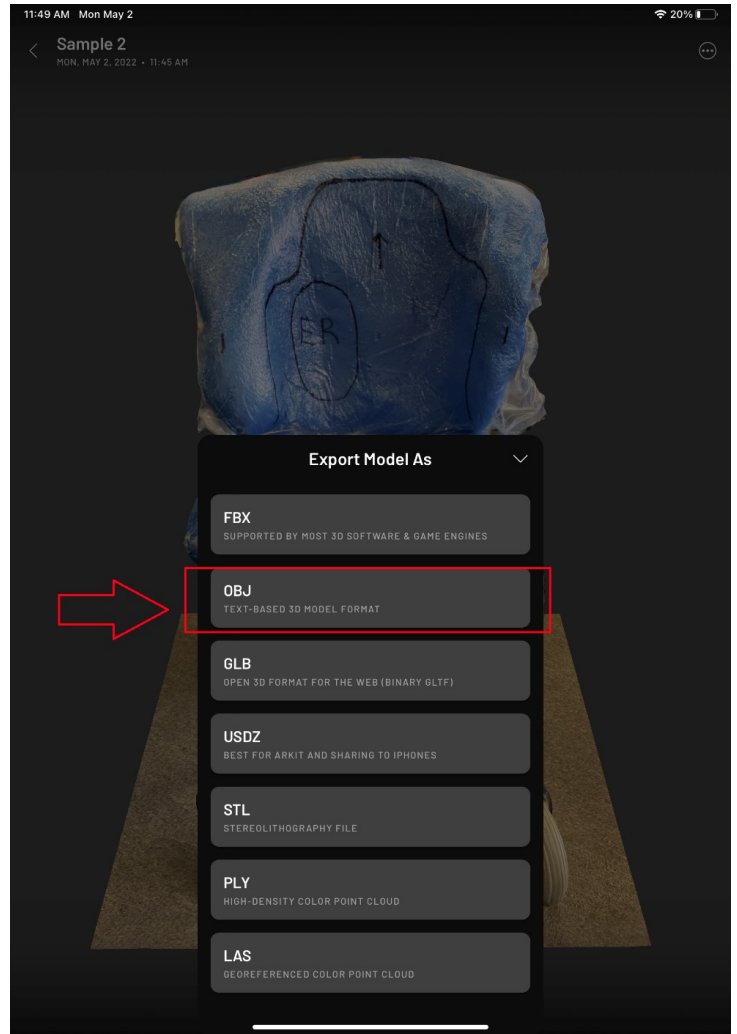 11:49 AM Mon May 2
20%
Sample 2
MON, MAY 2, 2022 • 11:45 AM
ER
Export Model As
FBX
SUPPORTED BY MOST 3D SOFTWARE & GAME ENGINES
OBJ
TEXT-BASED 3D MODEL FORMAT
GLB
OPEN 3D FORMAT FOR THE WEB (BINARY GLTF)
USDZ
BEST FOR ARKIT AND SHARING TO IPHONES
STL
STEREOLITHOGRAPHY FILE
PLY
HIGH-DENSITY COLOR POINT CLOUD
LAS
GEOREFERENCED COLOR POINT CLOUD